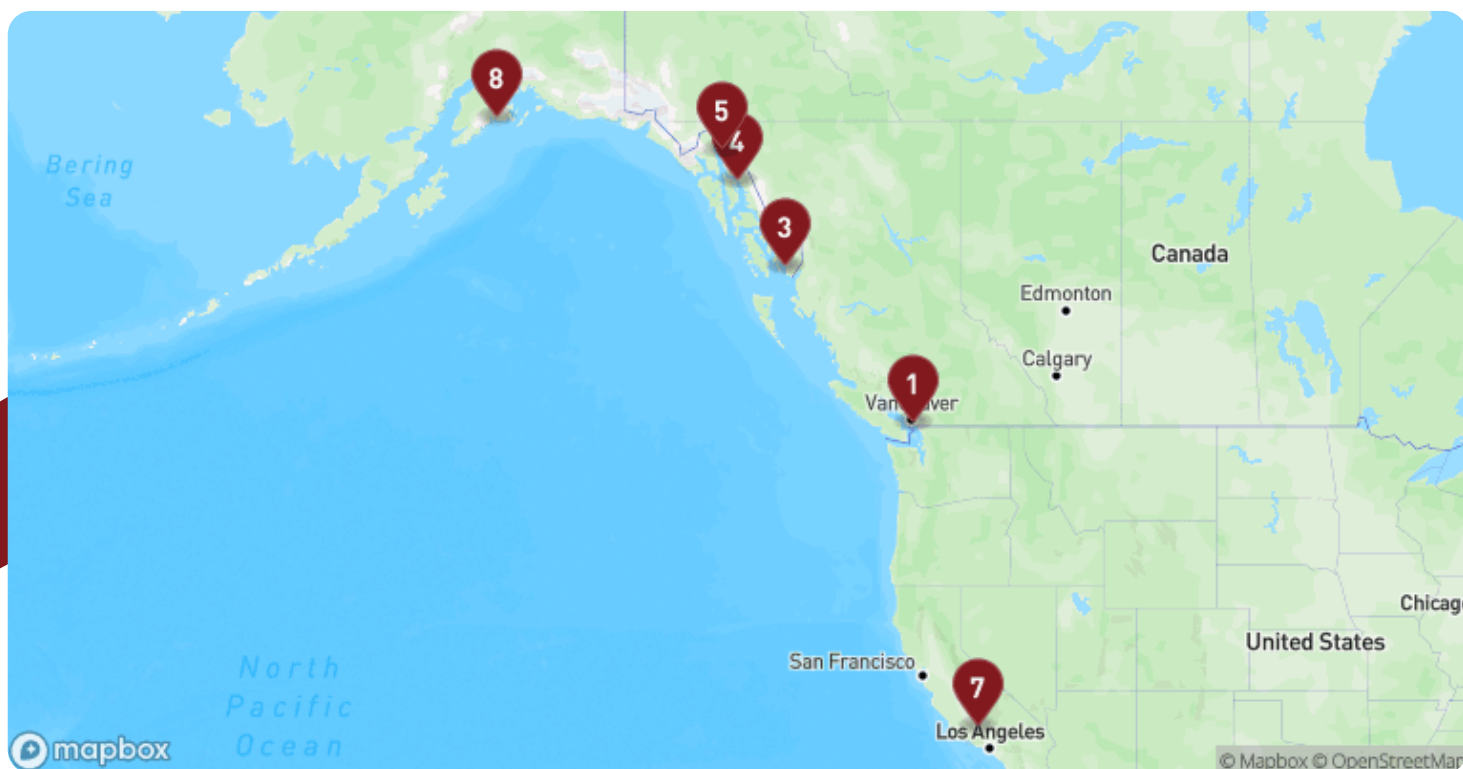 8
5
4
Bering
Sea
3
Canada
Edmonton
Calgary
1
Vancouver
Chicag
United States
San Francisco
North
Pacific
Ocean
7
Los Angeles
mapbox
© Mapbox © OpenStreetMap